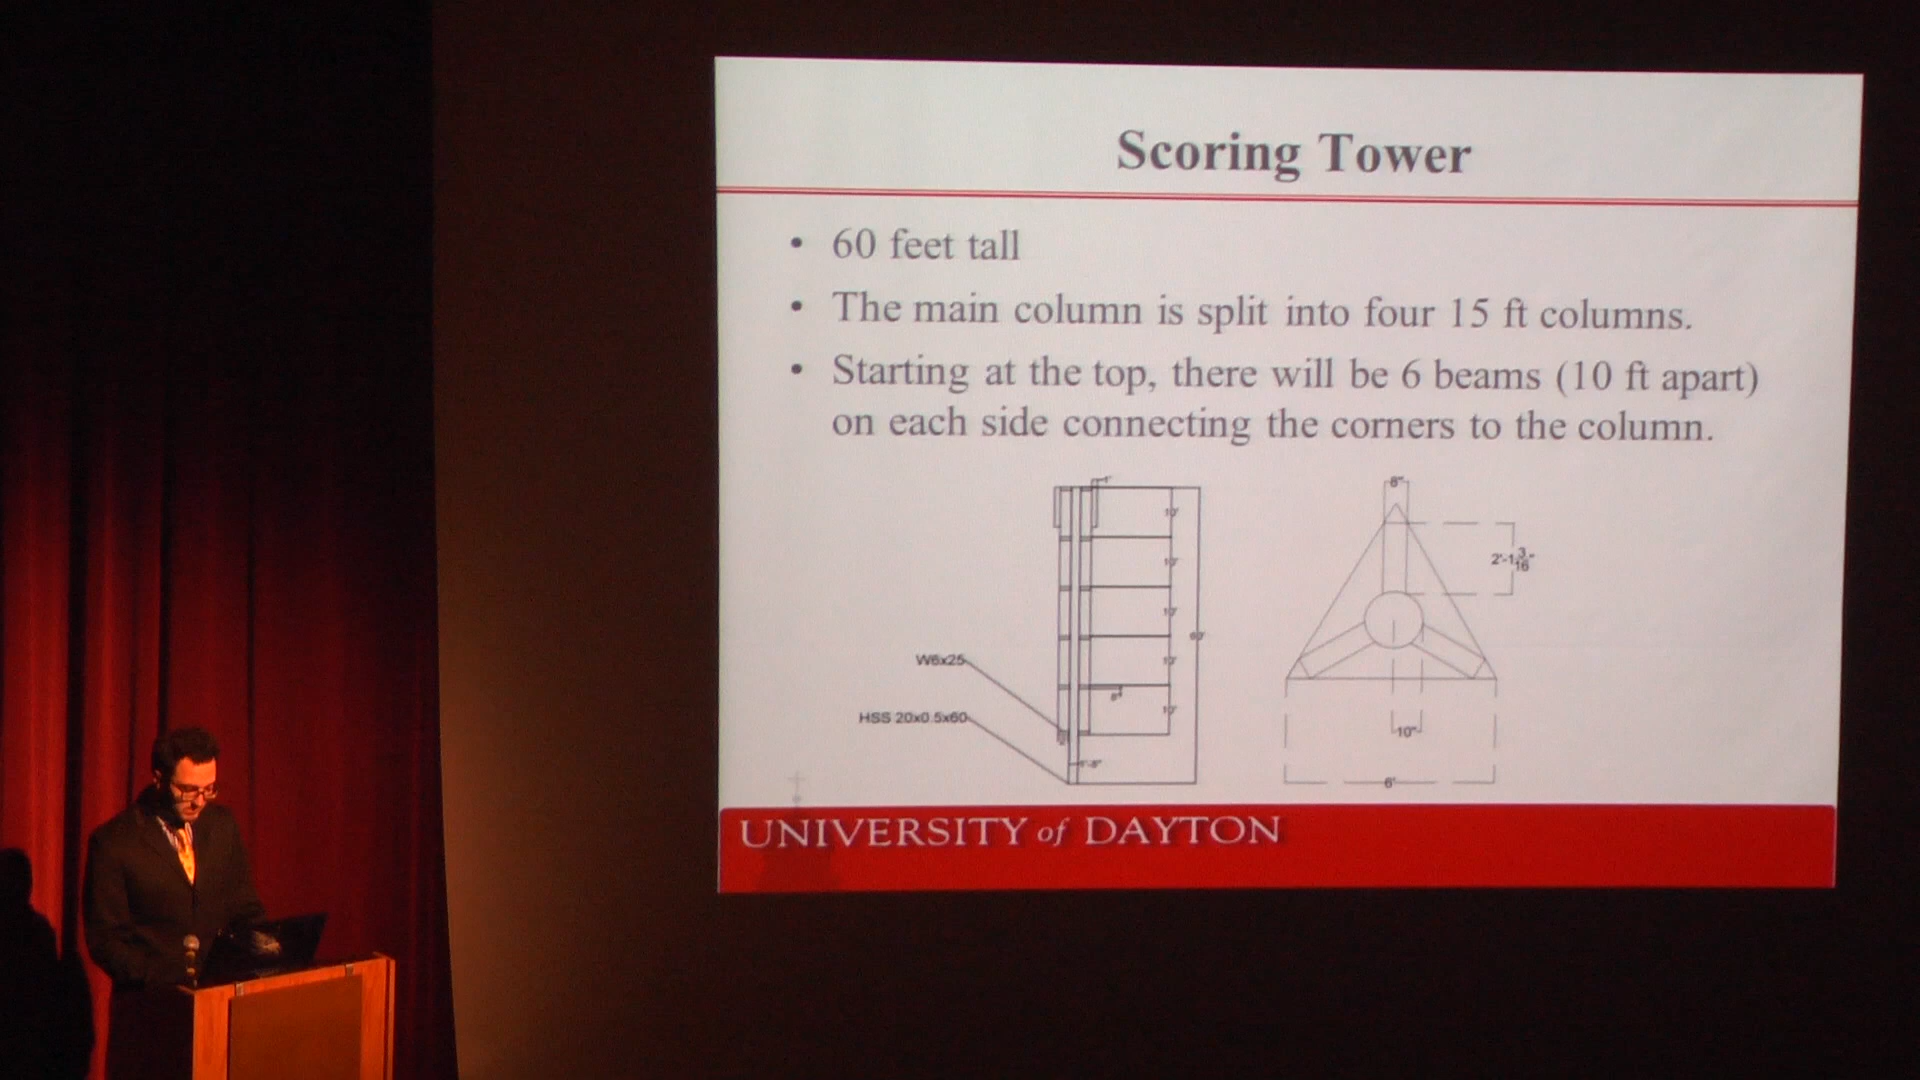 Scoring Tower
• 60 feet tall
• The main column is split into four 15 ft columns.
• Starting at the top, there will be 6 beams (10 ft apart)
on each side connecting the corners to the column.
8"
10'
10'
2'-1 3/16"
10'
60'
W6x25
10'
10'
HSS 20x0.5x60
10"
6'
UNIVERSITY of DAYTON